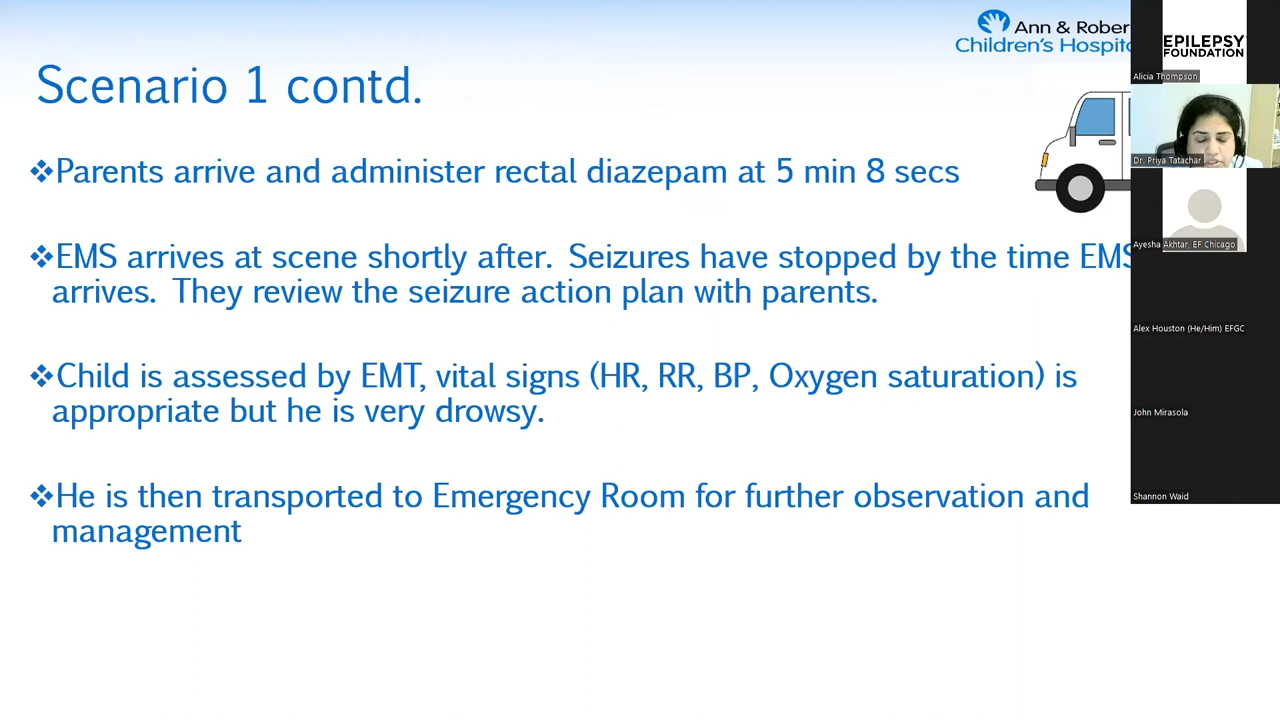 Ann & Rober
Children's Hospit
EPILEPSY
FOUNDATION
Alicia Thompson
Scenario 1 contd.
Dr. Priya Tatachar
❖Parents arrive and administer rectal diazepam at 5 min 8 secs
Ayesha Akhtar, EF Chicago
❖EMS arrives at scene shortly after. Seizures have stopped by the time EMS
arrives. They review the seizure action plan with parents.
Alex Houston (He/Him) EFGC
❖Child is assessed by EMT, vital signs (HR, RR, BP, Oxygen saturation) is
appropriate but he is very drowsy.
John Mirasola
❖He is then transported to Emergency Room for further observation and
management
Shannon Waid